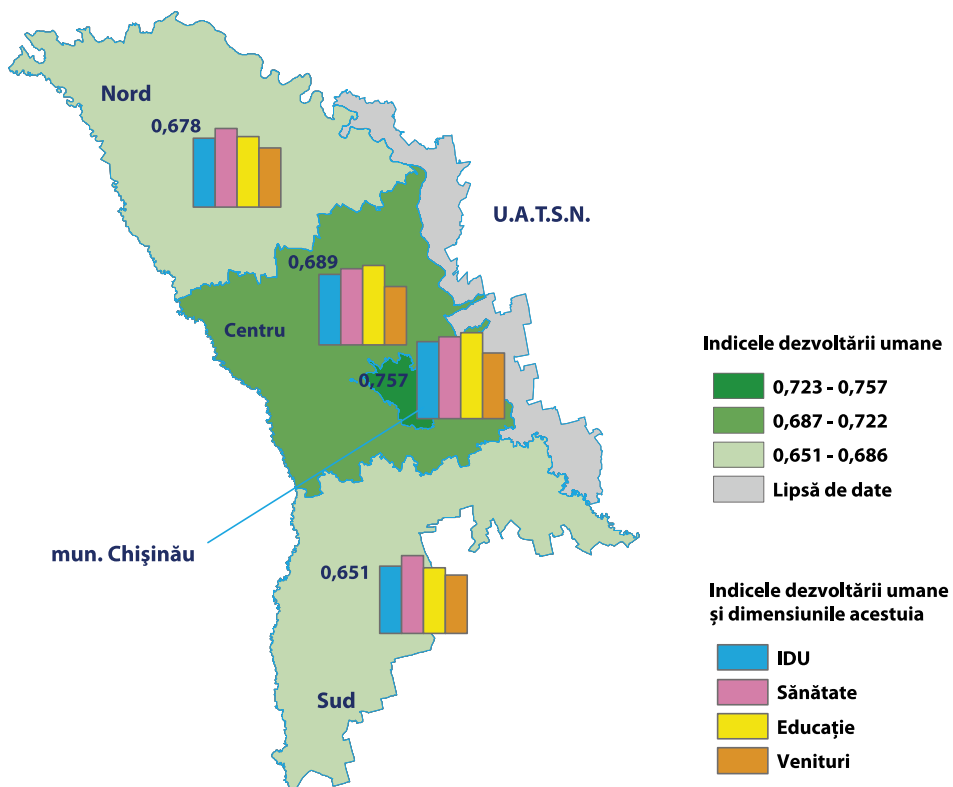 Nord
0,678
U.A.T.S.N.
0,689
Centru
0,757
mun. Chişinău
0,651
Sud
Indicele dezvoltării umane
0,723 - 0,757
0,687 - 0,722
0,651 - 0,686
Lipsă de date
Indicele dezvoltării umane
și dimensiunile acestuia
IDU
Sănătate
Educație
Venituri